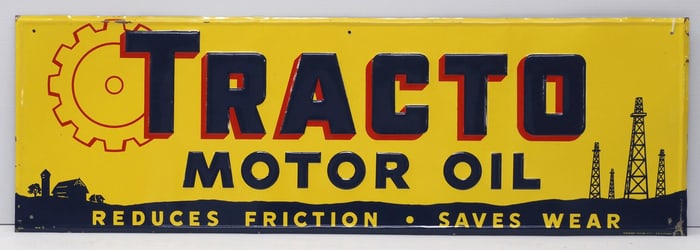 TRACTO
MOTOR OIL
REDUCES FRICTION • SAVES WEAR